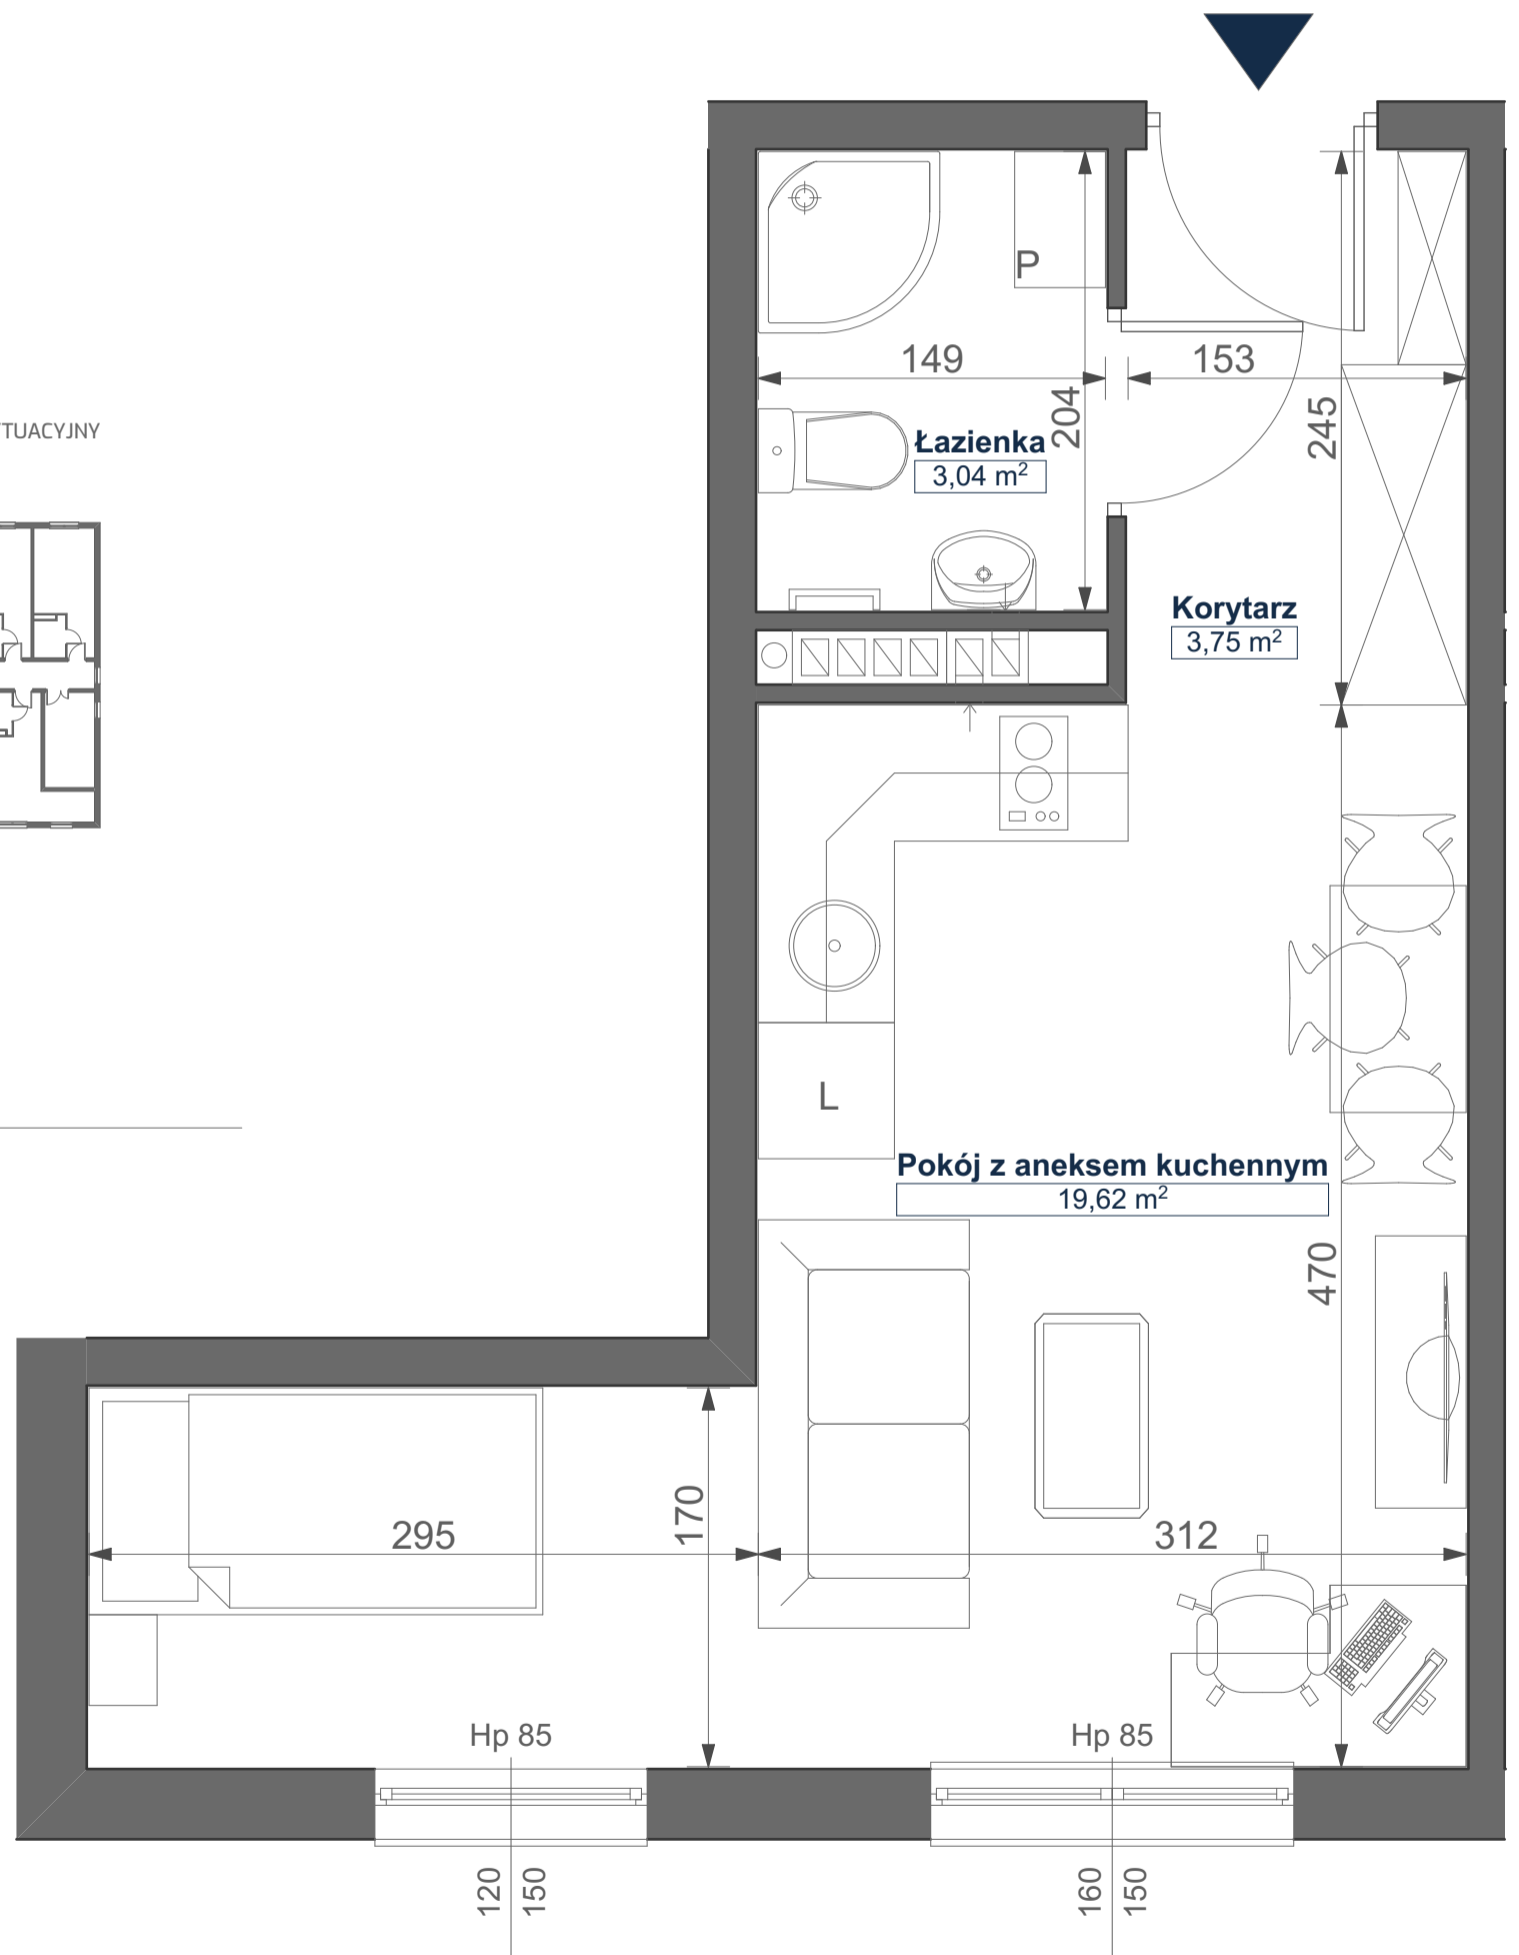 P
149
153
204
245
TUACYJNY
Łazienka
3,04 m²
Korytarz
3,75 m²
L
Pokój z aneksem kuchennym
19,62 m²
470
170
295
312
Hp 85
Hp 85
120
150
160
150